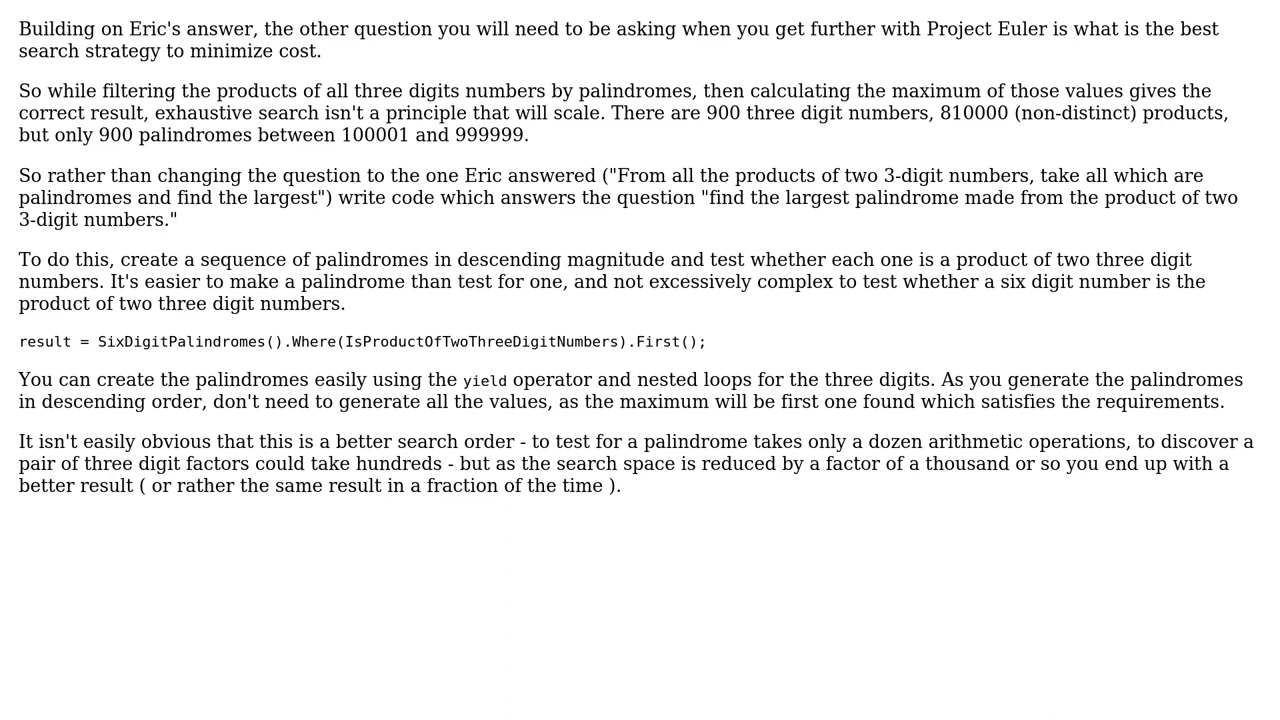 Building on Eric's answer, the other question you will need to be asking when you get further with Project Euler is what is the best
search strategy to minimize cost.
So while filtering the products of all three digits numbers by palindromes, then calculating the maximum of those values gives the
correct result, exhaustive search isn't a principle that will scale. There are 900 three digit numbers, 810000 (non-distinct) products,
but only 900 palindromes between 100001 and 999999.
So rather than changing the question to the one Eric answered ("From all the products of two 3-digit numbers, take all which are
palindromes and find the largest") write code which answers the question "find the largest palindrome made from the product of two
3-digit numbers."
To do this, create a sequence of palindromes in descending magnitude and test whether each one is a product of two three digit
numbers. It's easier to make a palindrome than test for one, and not excessively complex to test whether a six digit number is the
product of two three digit numbers.
result = SixDigitPalindromes().Where(IsProductOfTwoThreeDigitNumbers).First();
You can create the palindromes easily using the yield operator and nested loops for the three digits. As you generate the palindromes
in descending order, don't need to generate all the values, as the maximum will be first one found which satisfies the requirements.
It isn't easily obvious that this is a better search order - to test for a palindrome takes only a dozen arithmetic operations, to discover a
pair of three digit factors could take hundreds - but as the search space is reduced by a factor of a thousand or so you end up with a
better result ( or rather the same result in a fraction of the time ).